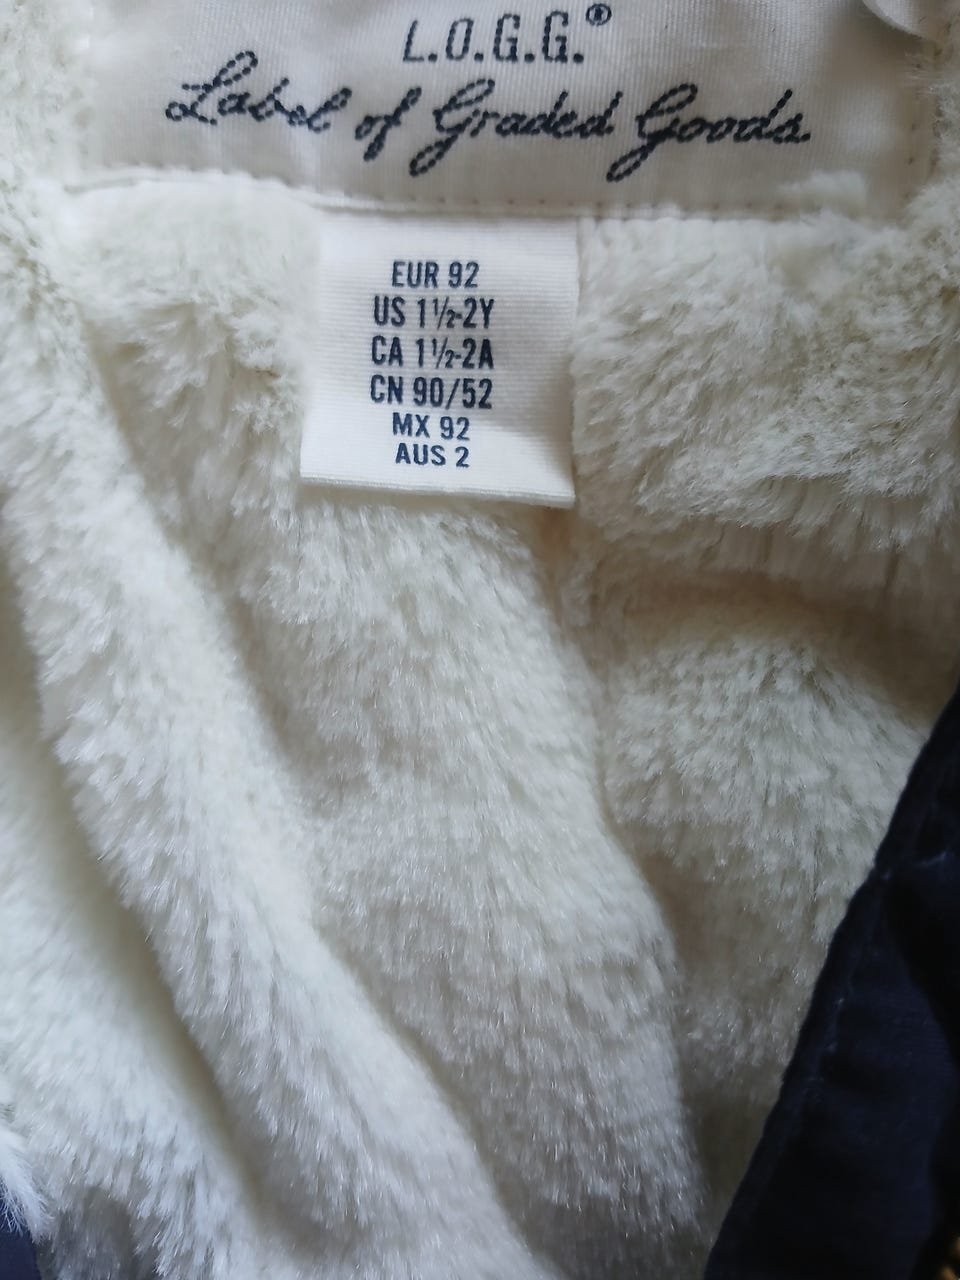 L.O.G.G.®
Label of Graded Goods
EUR 92
US 1½-2Y
CA 1½-2A
CN 90/52
MX 92
AUS 2